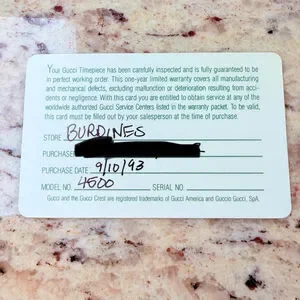 Your Gucci Timepiece has been carefully inspected and is fully guaranteed to be
in perfect working order. This one-year limited warranty covers all manufacturing
and mechanical defects, excluding malfunction or deterioration resulting from acci-
dents or negligence. With this card you are entitled to obtain service at any of the
worldwide authorized Gucci Service Centers listed in the warranty packet. To be valid,
this card must be filled out by your salesperson at the time of purchase.
STORE BURDINES
PURCHASE
PURCHASE DATE 9/10/93
MODEL NO. 4500 SERIAL NO.
Gucci and the Gucci Crest are registered trademarks of Gucci America and Guccio Gucci, SpA.